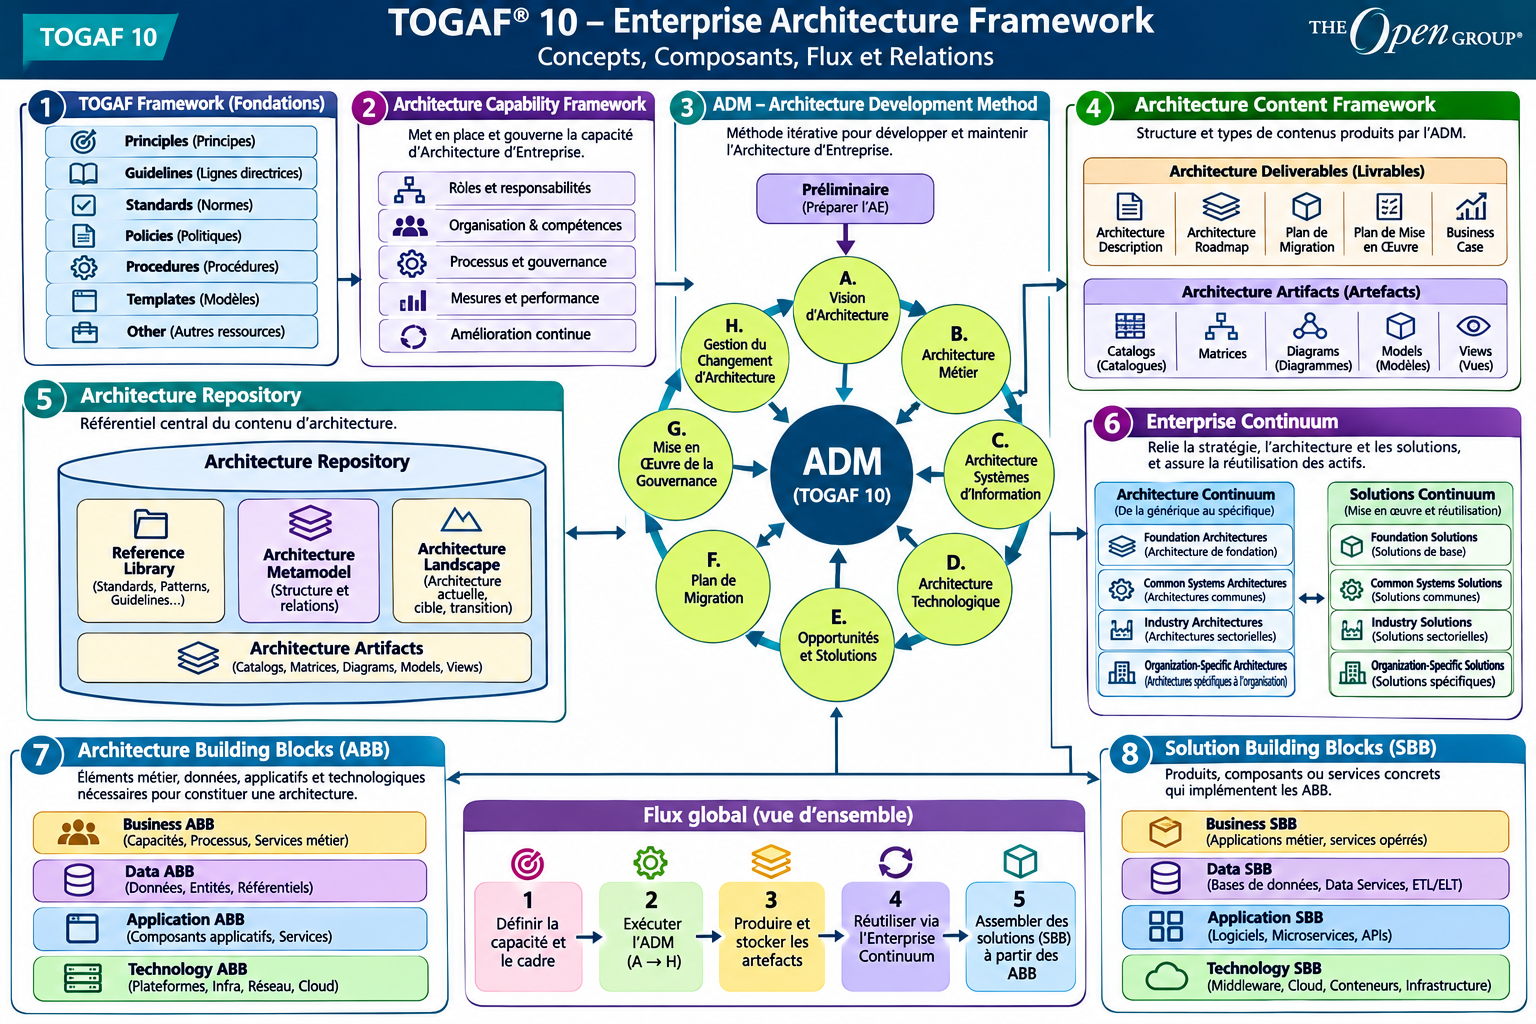 TOGAF 10
TOGAF® 10 – Enterprise Architecture Framework
Concepts, Composants, Flux et Relations
THE Open GROUP®
1
TOGAF Framework (Fondations)
Principles (Principes)
Guidelines (Lignes directrices)
Standards (Normes)
Policies (Politiques)
Procedures (Procédures)
Templates (Modèles)
Other (Autres ressources)
2
Architecture Capability Framework
Met en place et gouverne la capacité
d'Architecture d'Entreprise.
Rôles et responsabilités
Organisation & compétences
Processus et gouvernance
Mesures et performance
Amélioration continue
3
ADM – Architecture Development Method
Méthode itérative pour développer et maintenir
l'Architecture d'Entreprise.
Préliminaire
(Préparer l'AE)
A.
Vision
d'Architecture
B.
Architecture
Métier
C.
Architecture
Systèmes
d'Information
D.
Architecture
Technologique
E.
Opportunités
et Stolutions
F.
Plan de
Migration
G.
Mise en
Œuvre de la
Gouvernance
H.
Gestion du
Changement
d'Architecture
ADM
(TOGAF 10)
4
Architecture Content Framework
Structure et types de contenus produits par l'ADM.
Architecture Deliverables (Livrables)
Architecture
Description
Architecture
Roadmap
Plan de
Migration
Plan de Mise
en Œuvre
Business
Case
Architecture Artifacts (Artefacts)
Catalogs
(Catalogues)
Matrices
Diagrams
(Diagrammes)
Models
(Modèles)
Views
(Vues)
5
Architecture Repository
Référentiel central du contenu d'architecture.
Architecture Repository
Reference
Library
(Standards, Patterns,
Guidelines...)
Architecture
Metamodel
(Structure et
relations)
Architecture
Landscape
(Architecture
actuelle,
cible, transition)
Architecture Artifacts
(Catalogs, Matrices, Diagrams, Models, Views)
6
Enterprise Continuum
Relie la stratégie, l'architecture et les solutions,
et assure la réutilisation des actifs.
Architecture Continuum
(De la générique au spécifique)
Foundation Architectures
(Architecture de fondation)
Common Systems Architectures
(Architectures communes)
Industry Architectures
(Architectures sectorielles)
Organization-Specific Architectures
(Architectures spécifiques à l'organisation)
Solutions Continuum
(Mise en œuvre et réutilisation)
Foundation Solutions
(Solutions de base)
Common Systems Solutions
(Solutions communes)
Industry Solutions
(Solutions sectorielles)
Organization-Specific Solutions
(Solutions spécifiques)
7
Architecture Building Blocks (ABB)
Éléments métier, données, applicatifs et technologiques
nécessaires pour constituer une architecture.
Business ABB
(Capacités, Processus, Services métier)
Data ABB
(Données, Entités, Référentiels)
Application ABB
(Composants applicatifs, Services)
Technology ABB
(Plateformes, Infra, Réseau, Cloud)
Flux global (vue d'ensemble)
1
Définir la
capacité et
le cadre
2
Exécuter
l'ADM
(A → H)
3
Produire et
stocker les
artefacts
4
Réutiliser via
l'Enterprise
Continuum
5
Assembler des
solutions (SBB)
à partir des
ABB
8
Solution Building Blocks (SBB)
Produits, composants ou services concrets
qui implémentent les ABB.
Business SBB
(Applications métier, services opérrés)
Data SBB
(Bases de données, Data Services, ETL/ELT)
Application SBB
(Logiciels, Microservices, APIs)
Technology SBB
(Middleware, Cloud, Conteneurs, Infrastructure)